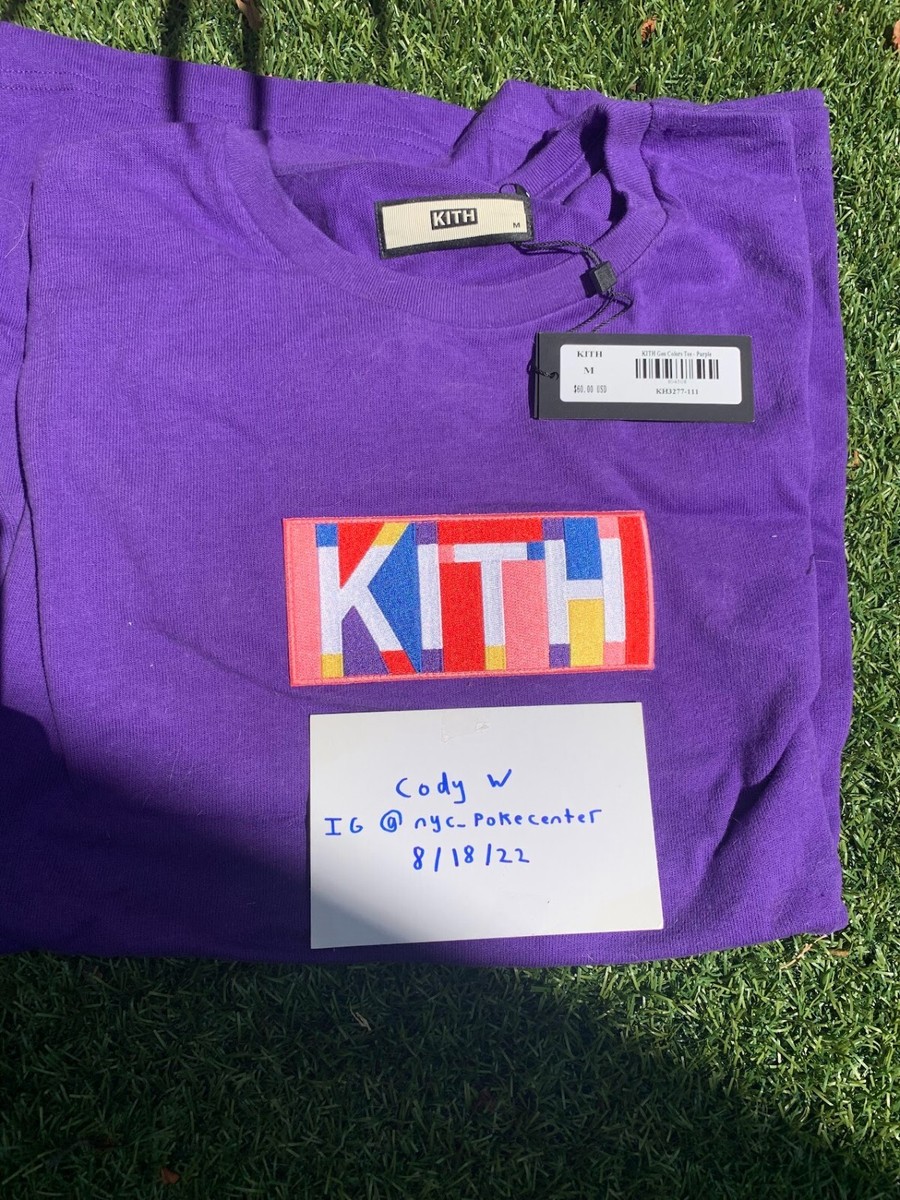 KITH
M
KITH
M
$60.00 USD
KITH Geo Colors Tee - Purple
KH3277-111
KITH
Cody W
IG @nyc_pokecenter
8/18/22